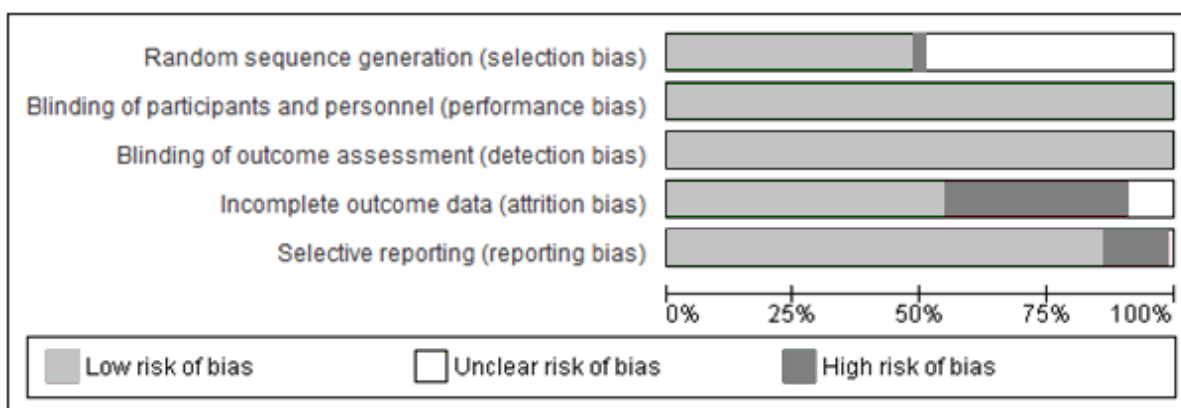 Random sequence generation (selection bias)
Blinding of participants and personnel (performance bias)
Blinding of outcome assessment (detection bias)
Incomplete outcome data (attrition bias)
Selective reporting (reporting bias)
0% 25% 50% 75% 100%
Low risk of bias Unclear risk of bias High risk of bias